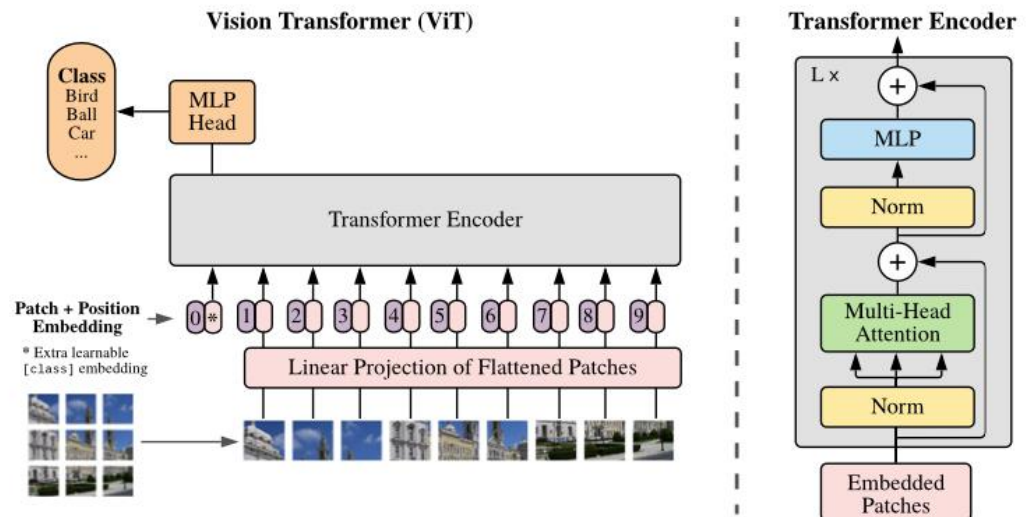 Vision Transformer (ViT)
Class
Bird
Ball
Car
...
MLP
Head
Transformer Encoder
Patch + Position
Embedding
0 * 1 2 3 4 5 6 7 8 9
* Extra learnable
[class] embedding
Linear Projection of Flattened Patches
Transformer Encoder
L x
+
MLP
Norm
+
Multi-Head
Attention
Norm
Embedded
Patches